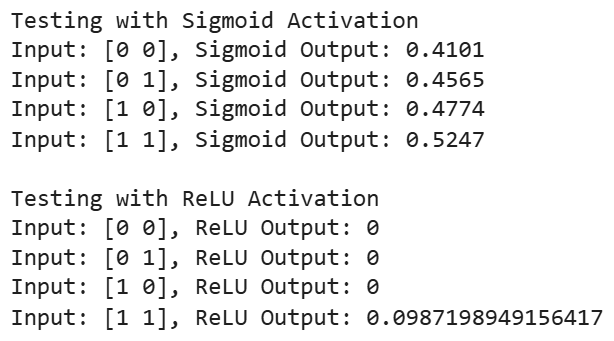 Testing with Sigmoid Activation
Input: [0 0], Sigmoid Output: 0.4101
Input: [0 1], Sigmoid Output: 0.4565
Input: [1 0], Sigmoid Output: 0.4774
Input: [1 1], Sigmoid Output: 0.5247

Testing with ReLU Activation
Input: [0 0], ReLU Output: 0
Input: [0 1], ReLU Output: 0
Input: [1 0], ReLU Output: 0
Input: [1 1], ReLU Output: 0.0987198949156417